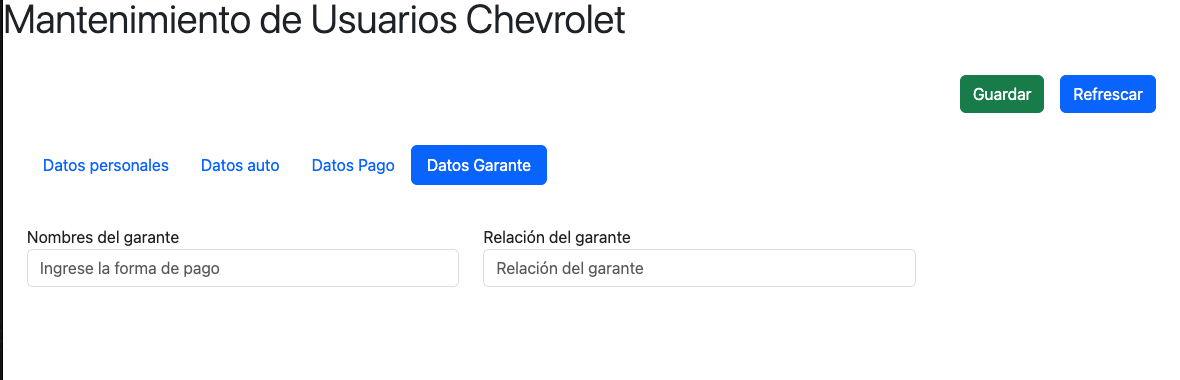 Mantenimiento de Usuarios Chevrolet
Guardar Refrescar
Datos personales Datos auto Datos Pago Datos Garante
Nombres del garante Relación del garante
Ingrese la forma de pago Relación del garante